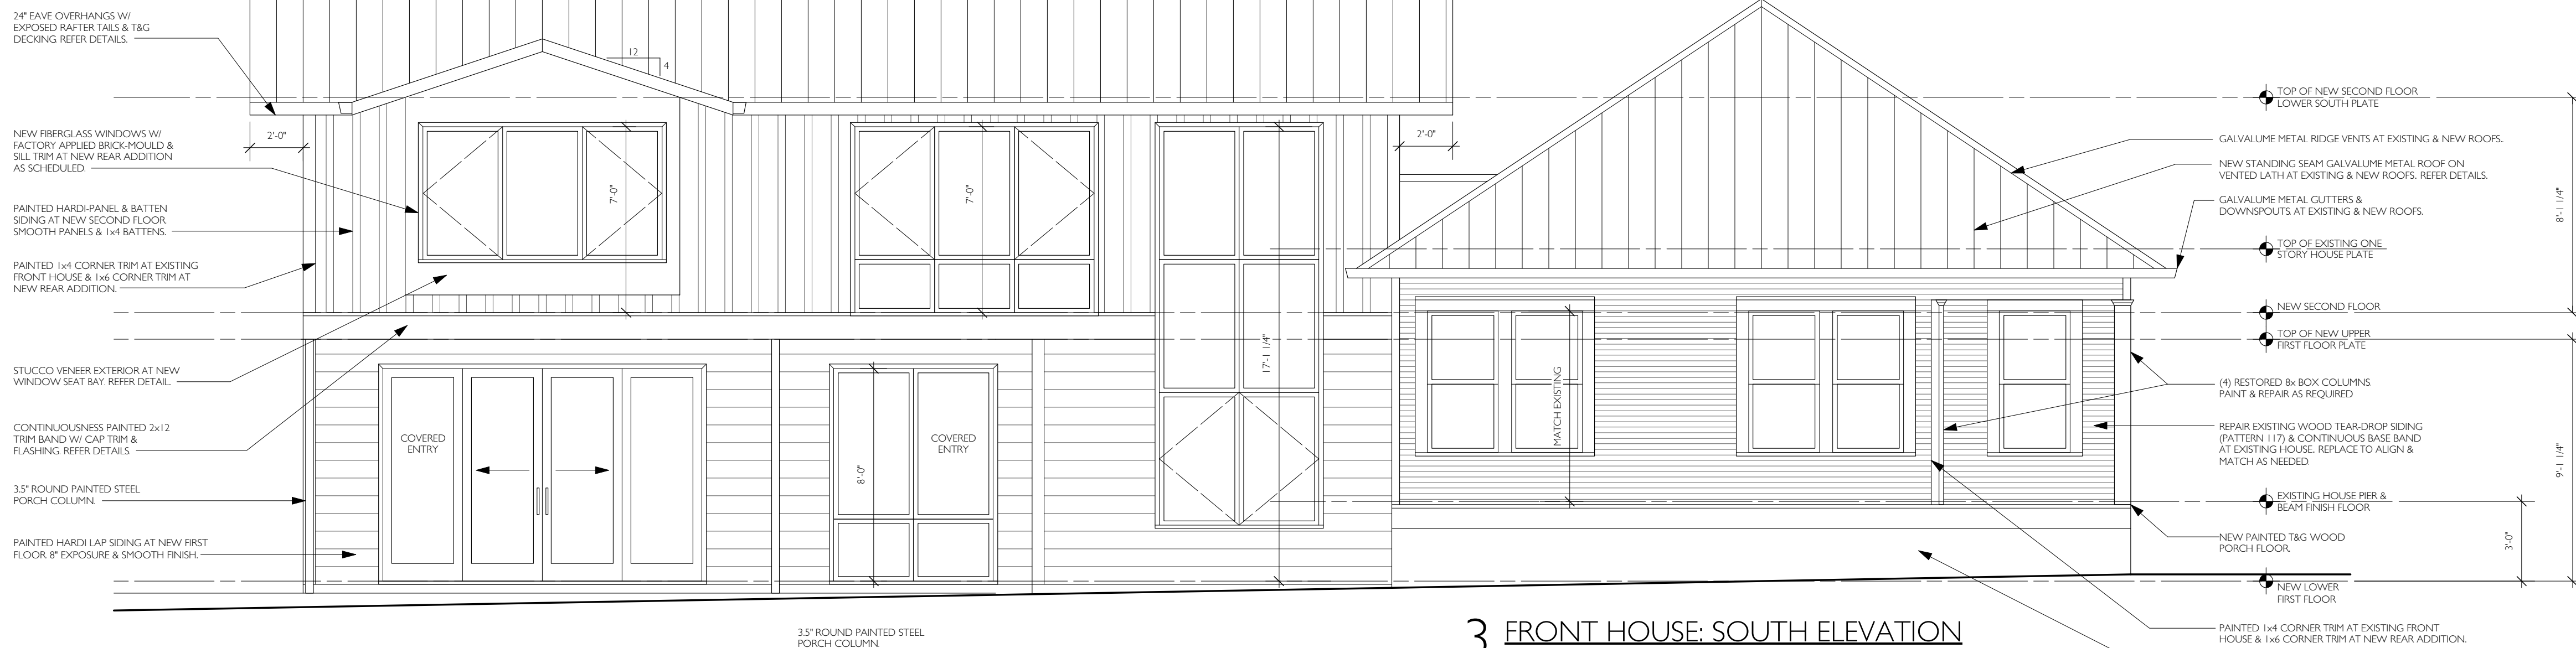 24" EAVE OVERHANGS W/
EXPOSED RAFTER TAILS & T&G
DECKING. REFER DETAILS.
NEW FIBERGLASS WINDOWS W/
FACTORY APPLIED BRICK-MOULD &
SILL TRIM AT NEW REAR ADDITION
AS SCHEDULED.
PAINTED HARDI-PANEL & BATTEN
SIDING AT NEW SECOND FLOOR.
SMOOTH PANELS & 1x4 BATTENS.
PAINTED 1x4 CORNER TRIM AT EXISTING
FRONT HOUSE & 1x6 CORNER TRIM AT
NEW REAR ADDITION.
STUCCO VENEER EXTERIOR AT NEW
WINDOW SEAT BAY. REFER DETAIL.
CONTINUOUSNESS PAINTED 2x12
TRIM BAND W/ CAP TRIM &
FLASHING. REFER DETAILS.
3.5" ROUND PAINTED STEEL
PORCH COLUMN.
PAINTED HARDI LAP SIDING AT NEW FIRST
FLOOR. 8" EXPOSURE & SMOOTH FINISH.
12
4
2'-0"
7'-0"
7'-0"
2'-0"
17'-1 1/4"
MATCH EXISTING
COVERED
ENTRY
8'-0"
COVERED
ENTRY
3.5" ROUND PAINTED STEEL
PORCH COLUMN.
3 FRONT HOUSE: SOUTH ELEVATION
TOP OF NEW SECOND FLOOR
LOWER SOUTH PLATE
GALVALUME METAL RIDGE VENTS AT EXISTING & NEW ROOFS.
NEW STANDING SEAM GALVALUME METAL ROOF ON
VENTED LATH AT EXISTING & NEW ROOFS. REFER DETAILS.
GALVALUME METAL GUTTERS &
DOWNSPOUTS AT EXISTING & NEW ROOFS.
TOP OF EXISTING ONE
STORY HOUSE PLATE
NEW SECOND FLOOR
TOP OF NEW UPPER
FIRST FLOOR PLATE
(4) RESTORED 8x BOX COLUMNS.
PAINT & REPAIR AS REQUIRED
REPAIR EXISTING WOOD TEAR-DROP SIDING
(PATTERN 117) & CONTINUOUS BASE BAND
AT EXISTING HOUSE. REPLACE TO ALIGN &
MATCH AS NEEDED.
EXISTING HOUSE PIER &
BEAM FINISH FLOOR
NEW PAINTED T&G WOOD
PORCH FLOOR.
NEW LOWER
FIRST FLOOR
PAINTED 1x4 CORNER TRIM AT EXISTING FRONT
HOUSE & 1x6 CORNER TRIM AT NEW REAR ADDITION.
8'-1 1/4"
9'-1 1/4"
3'-0"